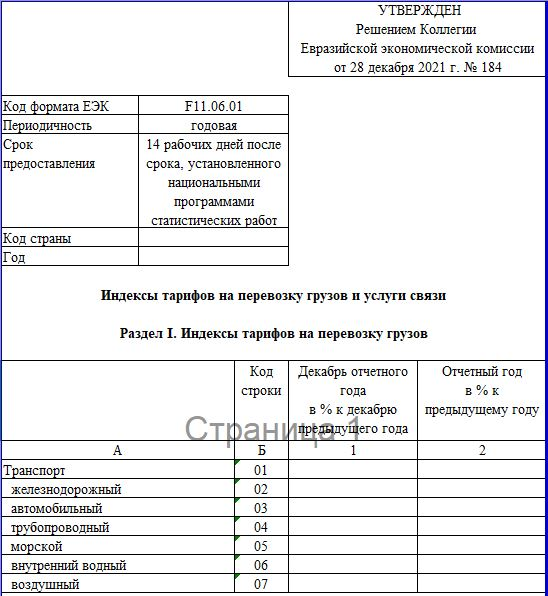 УТВЕРЖДЕН
Решением Коллегии
Евразийской экономической комиссии
от 28 декабря 2021 г. № 184
Код формата ЕЭК F11.06.01
Периодичность годовая
Срок 14 рабочих дней после
предоставления срока, установленного
национальными
программами
статистических работ
Код страны
Год
Индексы тарифов на перевозку грузов и услуги связи
Раздел I. Индексы тарифов на перевозку грузов
Код Декабрь отчетного Отчетный год
строки года в % к
в % к декабрю предыдущему году
предыдущего года
Страница 1
А Б 1 2
Транспорт 01
железнодорожный 02
автомобильный 03
трубопроводный 04
морской 05
внутренний водный 06
воздушный 07